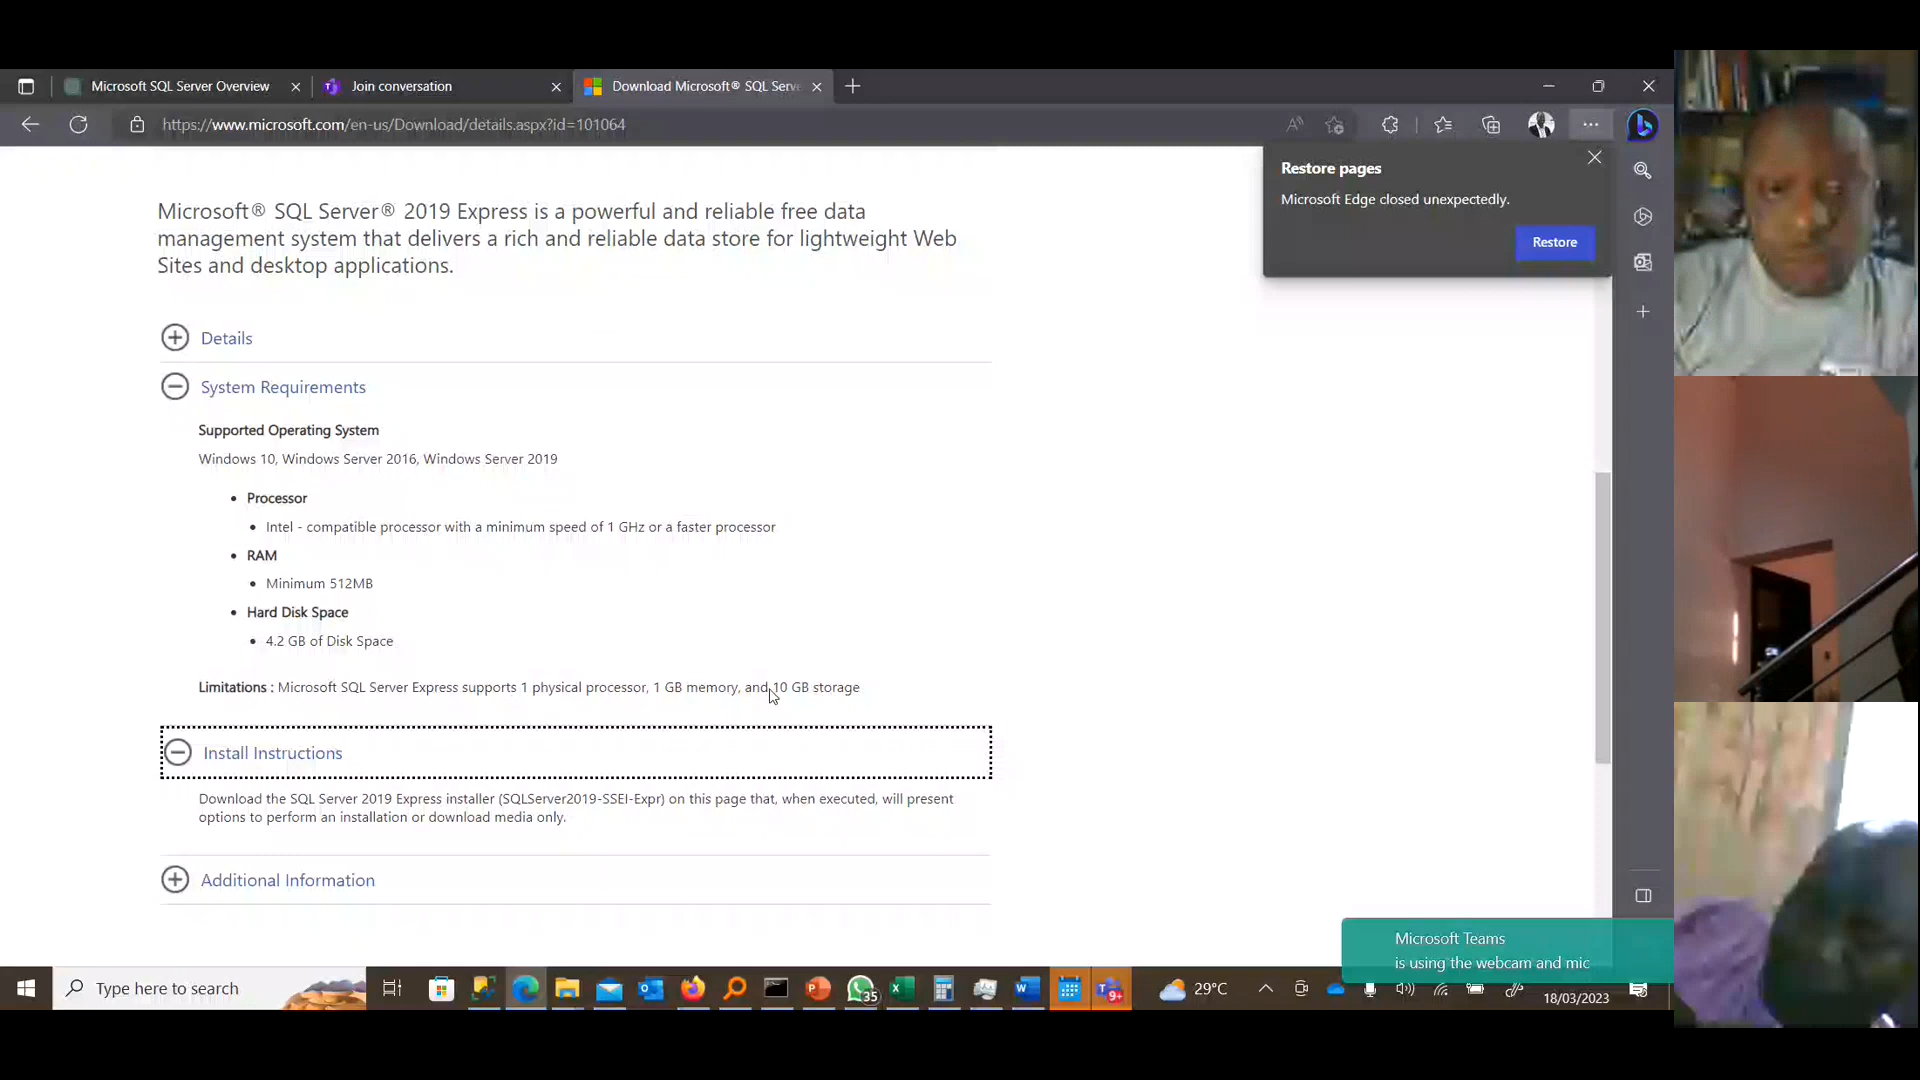 Microsoft SQL Server Overview
Join conversation
Download Microsoft® SQL Serve
https://www.microsoft.com/en-us/Download/details.aspx?id=101064
Restore pages
Microsoft Edge closed unexpectedly.
Restore
Microsoft® SQL Server® 2019 Express is a powerful and reliable free data
management system that delivers a rich and reliable data store for lightweight Web
Sites and desktop applications.
Details
System Requirements
Supported Operating System
Windows 10, Windows Server 2016, Windows Server 2019
Processor
Intel - compatible processor with a minimum speed of 1 GHz or a faster processor
RAM
Minimum 512MB
Hard Disk Space
4.2 GB of Disk Space
Limitations : Microsoft SQL Server Express supports 1 physical processor, 1 GB memory, and 10 GB storage
Install Instructions
Download the SQL Server 2019 Express installer (SQLServer2019-SSEI-Expr) on this page that, when executed, will present
options to perform an installation or download media only.
Additional Information
Microsoft Teams
is using the webcam and mic
Type here to search
35
9+
29°C
18/03/2023